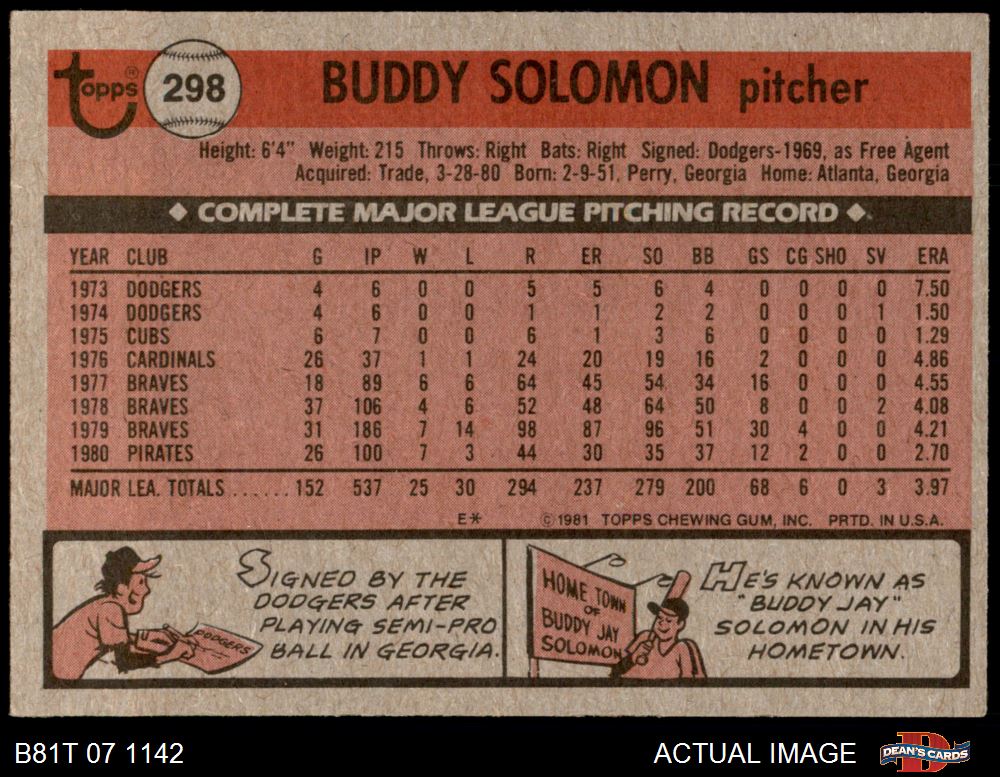 topps® 298 BUDDY SOLOMON pitcher
Height: 6'4" Weight: 215 Throws: Right Bats: Right Signed: Dodgers-1969, as Free Agent
Acquired: Trade, 3-28-80 Born: 2-9-51, Perry, Georgia Home: Atlanta, Georgia
◆ COMPLETE MAJOR LEAGUE PITCHING RECORD ◆
YEAR CLUB G IP W L R ER SO BB GS CG SHO SV ERA
1973 DODGERS 4 6 0 0 5 5 6 4 0 0 0 0 7.50
1974 DODGERS 4 6 0 0 1 1 2 2 0 0 0 1 1.50
1975 CUBS 6 7 0 0 6 1 3 6 0 0 0 0 1.29
1976 CARDINALS 26 37 1 1 24 20 19 16 2 0 0 0 4.86
1977 BRAVES 18 89 6 6 64 45 54 34 16 0 0 0 4.55
1978 BRAVES 37 106 4 6 52 48 64 50 8 0 0 2 4.08
1979 BRAVES 31 186 7 14 98 87 96 51 30 4 0 0 4.21
1980 PIRATES 26 100 7 3 44 30 35 37 12 2 0 0 2.70
MAJOR LEA. TOTALS ...... 152 537 25 30 294 237 279 200 68 6 0 3 3.97
E* © 1981 TOPPS CHEWING GUM, INC. PRTD. IN U.S.A.
SIGNED BY THE
DODGERS AFTER
PLAYING SEMI-PRO
BALL IN GEORGIA.
DODGERS
HOME TOWN
OF
BUDDY JAY
SOLOMON
HE'S KNOWN AS
"BUDDY JAY"
SOLOMON IN HIS
HOMETOWN.
B81T 07 1142 ACTUAL IMAGE DEAN'S CARDS